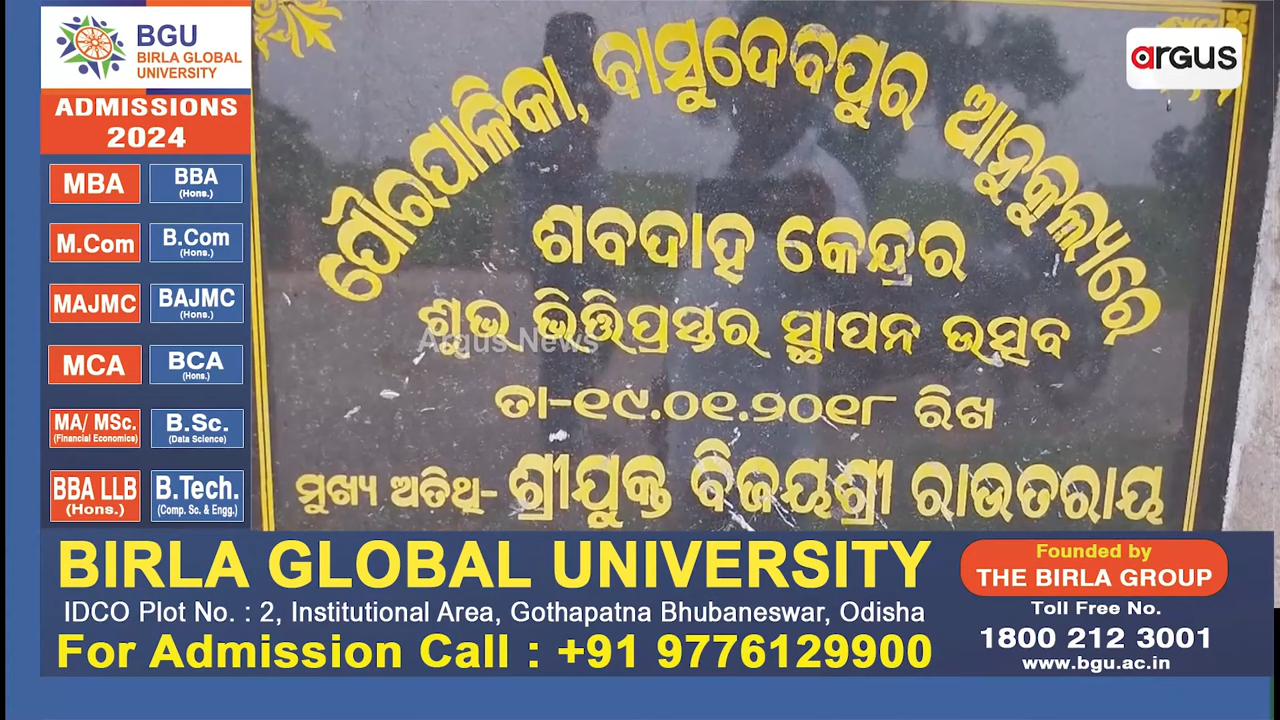 BGU
BIRLA GLOBAL
UNIVERSITY
ADMISSIONS
2024
MBA
BBA
(Hons.)
M.Com
B.Com
(Hons.)
MAJMC
BAJMC
(Hons.)
MCA
BCA
(Hons.)
MA/ MSc.
(Financial Economics)
B.Sc.
(Data Science)
BBA LLB
(Hons.)
B.Tech.
(Comp. Sc. & Engg.)
argus
ପୌରପାଳିକା, ବାସୁଦେବପୁର ଆନୁକୁଲ୍ୟରେ
ଶବଦାହ କେନ୍ଦ୍ରର
ଶୁଭ ଭିତ୍ତିପ୍ରସ୍ତର ସ୍ଥାପନ ଉତ୍ସବ
Argus News
ତା-୧୯.୦୧.୨୦୧୮ ରିଖ
ମୁଖ୍ୟ ଅତିଥି- ଶ୍ରୀଯୁକ୍ତ ବିଜୟଶ୍ରୀ ରାଉତରାୟ
BIRLA GLOBAL UNIVERSITY
IDCO Plot No. : 2, Institutional Area, Gothapatna Bhubaneswar, Odisha
For Admission Call : +91 9776129900
Founded by
THE BIRLA GROUP
Toll Free No.
1800 212 3001
www.bgu.ac.in